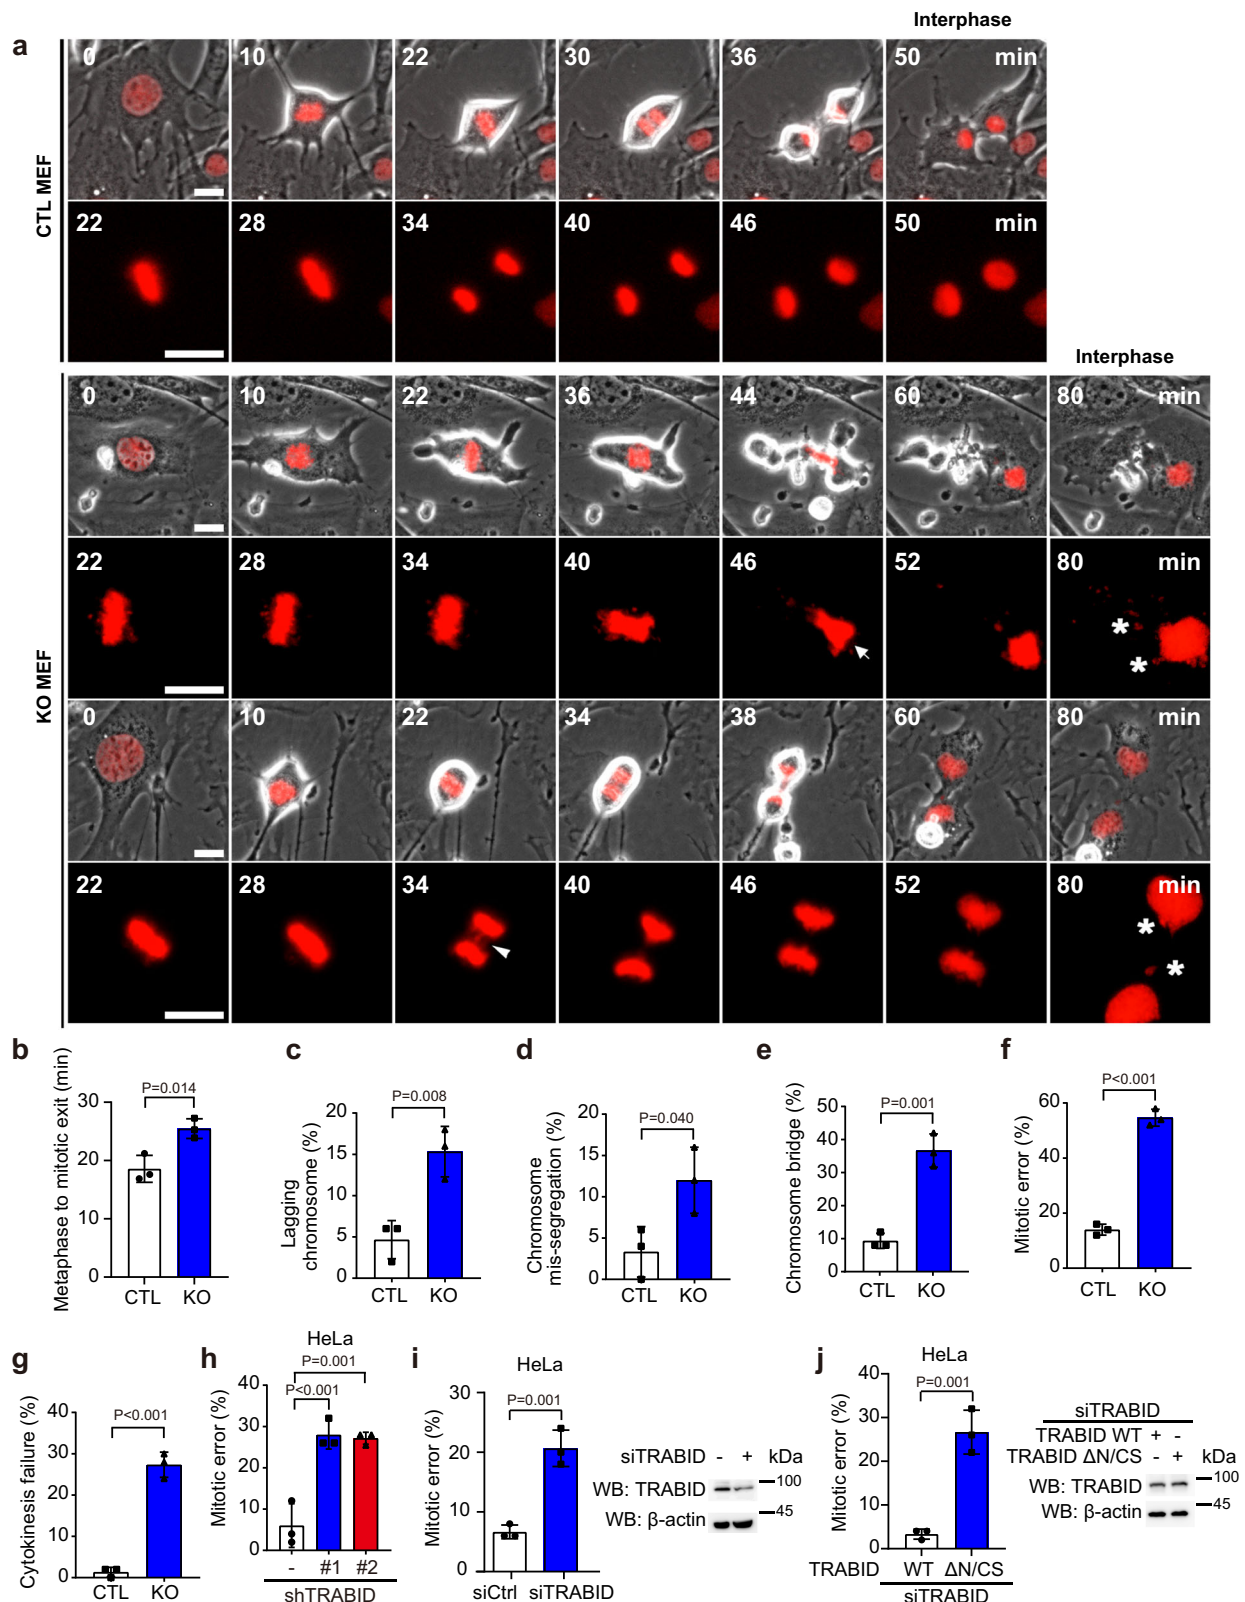 Interphase
a
0 10 22 30 36 50 min
CTL MEF
22 28 34 40 46 50 min
Interphase
0 10 22 36 44 60 80 min
22 28 34 40 46 52 80 min
* *
KO MEF
0 10 22 34 38 60 80 min
22 28 34 40 46 52 80 min
* *
b
Metaphase to mitotic exit (min)
P=0.014
30
20
10
0
CTL KO
c
Lagging
chromosome (%)
P=0.008
20
15
10
5
0
CTL KO
d
Chromosome
mis-segregation (%)
P=0.040
20
15
10
5
0
CTL KO
e
Chromosome bridge (%)
P=0.001
50
40
30
20
10
0
CTL KO
f
Mitotic error (%)
P<0.001
60
40
20
0
CTL KO
g
Cytokinesis failure (%)
P<0.001
40
30
20
10
0
CTL KO
h
HeLa
Mitotic error (%)
P=0.001
P<0.001
40
30
20
10
0
- #1 #2
shTRABID
i
HeLa
Mitotic error (%)
P=0.001
30
20
10
0
siCtrl siTRABID
siTRABID - + kDa
WB: TRABID 100
WB: β-actin 45
j
HeLa
Mitotic error (%)
P=0.001
40
30
20
10
0
TRABID WT ΔN/CS
siTRABID
siTRABID
TRABID WT + -
TRABID ΔN/CS - + kDa
WB: TRABID 100
WB: β-actin 45